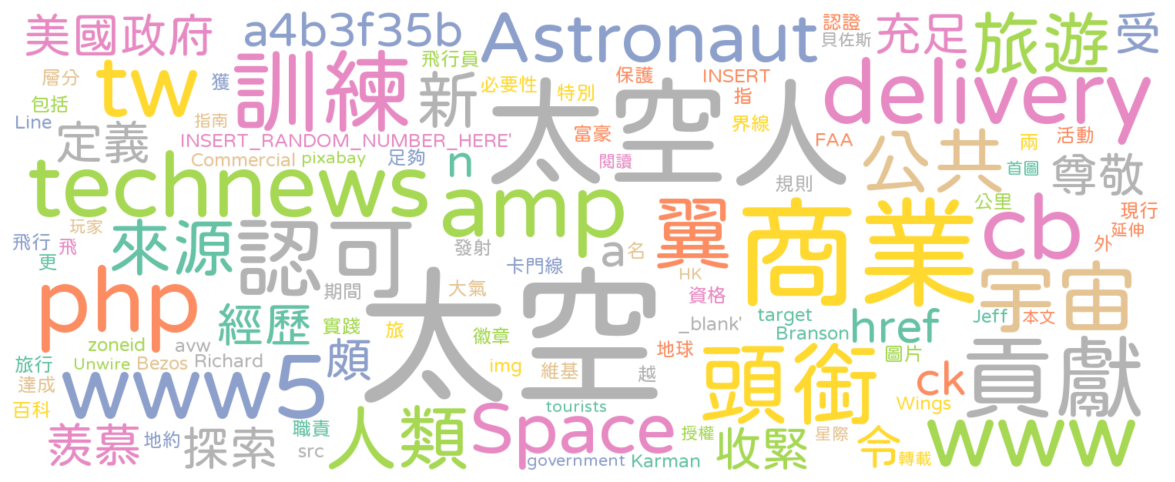 美國政府 a4b3f35b Astronaut 認證 充足 旅遊 受
貝佐斯
層分 tw 獲 訓練 飛行員 新 必要性 特別 保護 INSERT delivery
包括 指南 指
Line 定義 INSERT_RANDOM_NUMBER_HERE' 太空人 富豪 界線 FAA 兩 活動
Commercial pixabay 足夠 n 閱讀 公共 首圖 尊敬
technews amp 規則
玩家 翼 商業 公里 cb 現行
飛行 飛 來源 認可 發射 a 名 延伸
更 卡門線 外
php 期間 太空 大氣 HK 宇宙
經歷 資格
實踐 旅 徽章 _blank' target href Jeff 本文
zoneid avw 地球 Branson
旅行 Unwire Bezos Richard 頗 img 維基 越 頭銜 圖片 貢獻
達成 www5 ck
百科 tourists Wings
職責 人類 Space 授權 收緊 星際 令 www
羨慕 地約 探索 src government Karman 轉載